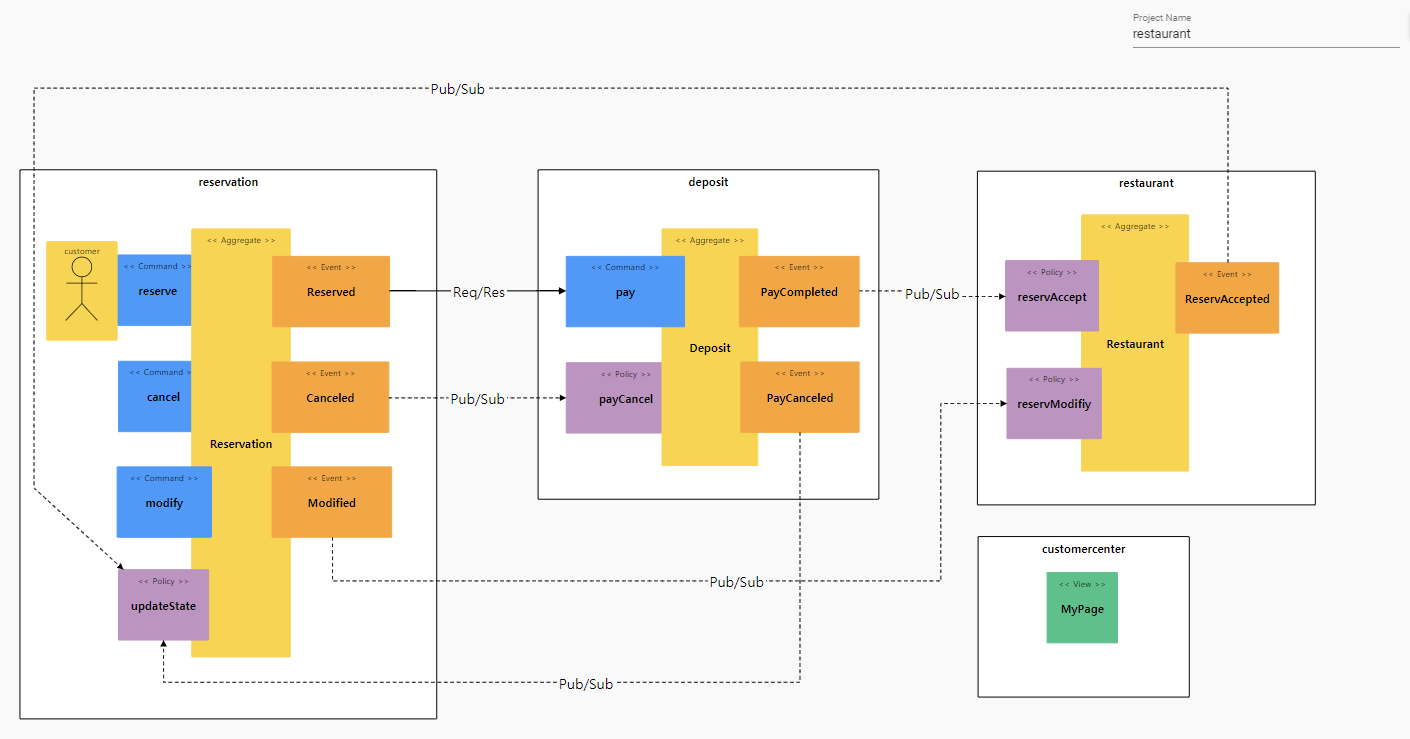 Project Name
restaurant
Pub/Sub
reservation
customer
<< Command >>
reserve
<< Aggregate >>
Reservation
<< Event >>
Reserved
<< Command >
cancel
<< Event >>
Canceled
<< Command >>
modify
<< Event >>
Modified
<< Policy >>
updateState
Req/Res
Pub/Sub
deposit
<< Command >>
pay
<< Aggregate >>
Deposit
<< Event >>
PayCompleted
<< Policy >>
payCancel
<< Event >>
PayCanceled
Pub/Sub
restaurant
<< Policy >>
reservAccept
<< Aggregate >>
Restaurant
<< Event >>
ReservAccepted
<< Policy >>
reservModifiy
Pub/Sub
Pub/Sub
customercenter
<< View >>
MyPage